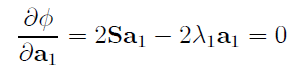 ∂ϕ/∂𝐚₁ = 2𝐒𝐚₁ − 2λ₁𝐚₁ = 0